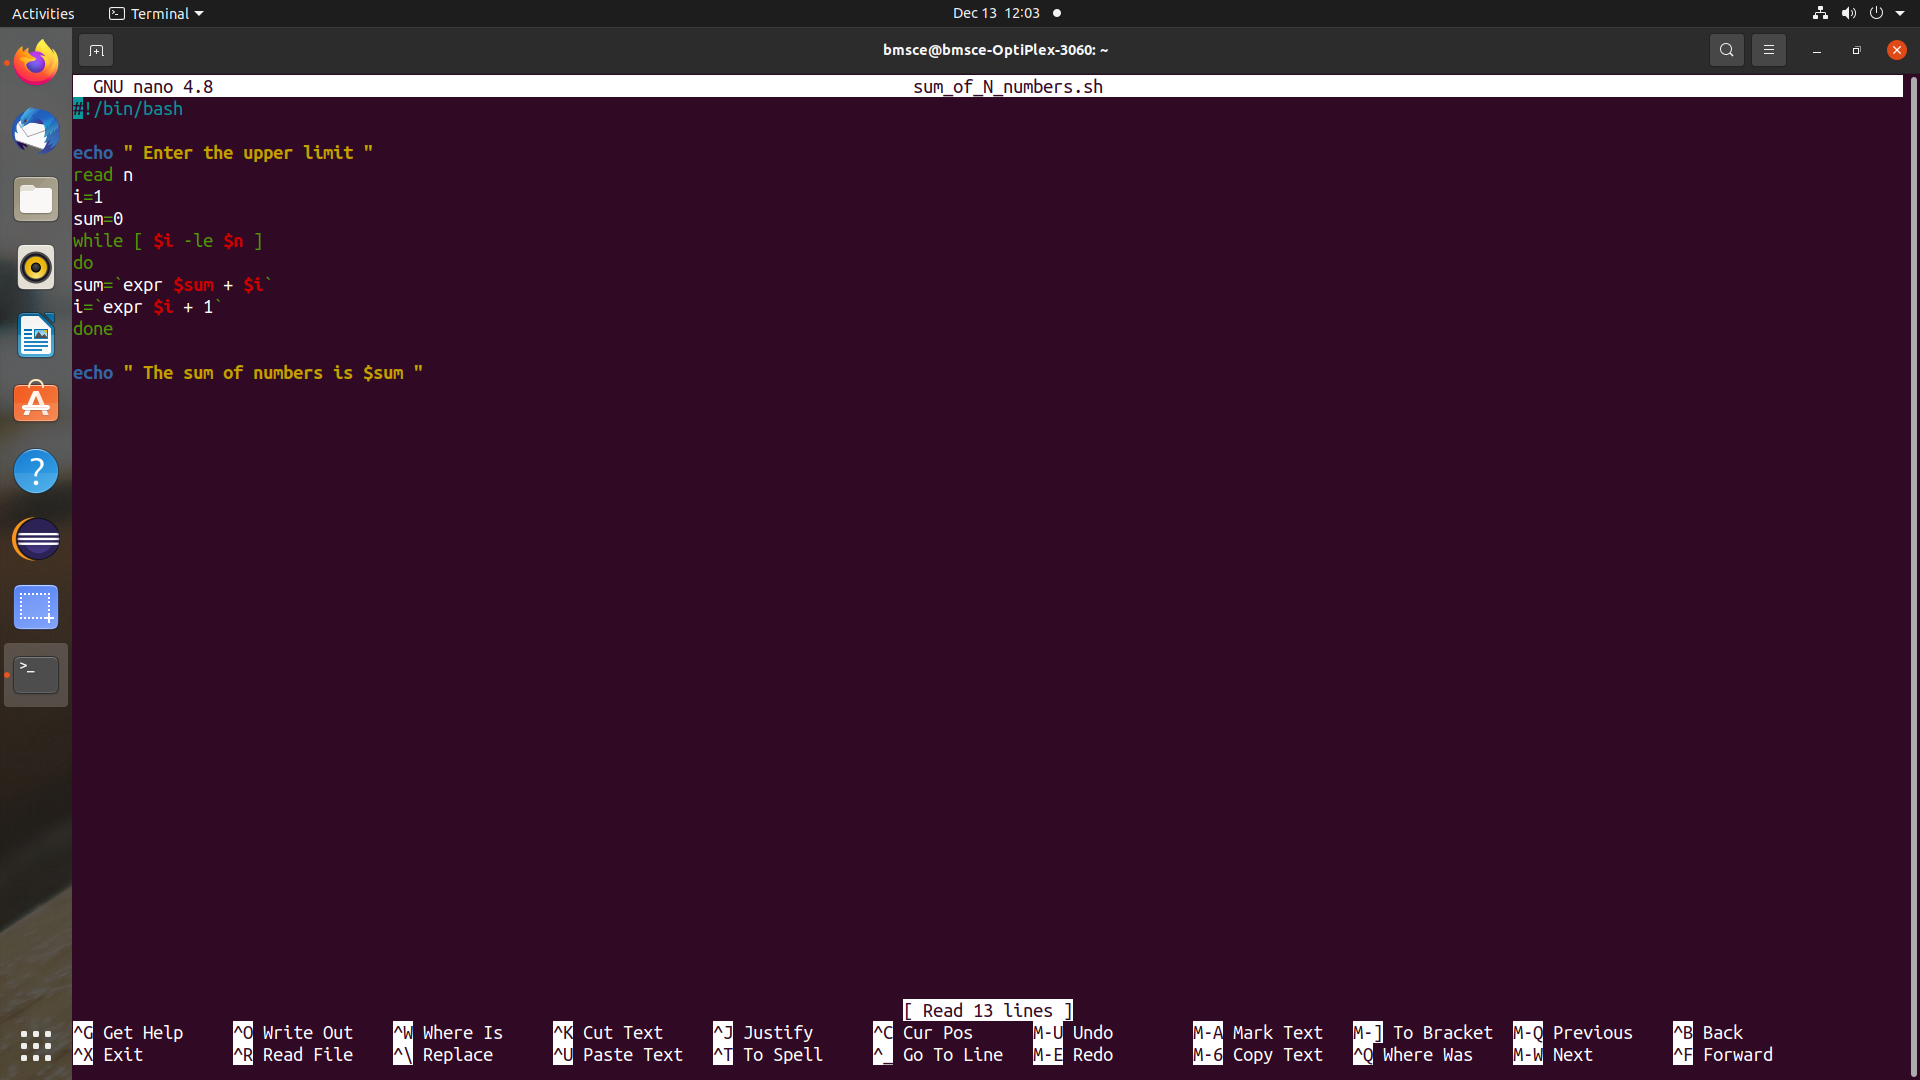 Activities Terminal Dec 13 12:03
bmsce@bmsce-OptiPlex-3060: ~
GNU nano 4.8 sum_of_N_numbers.sh
#!/bin/bash
echo " Enter the upper limit "
read n
i=1
sum=0
while [ $i -le $n ]
do
sum=`expr $sum + $i`
i=`expr $i + 1`
done
echo " The sum of numbers is $sum "
[ Read 13 lines ]
^G Get Help ^O Write Out ^W Where Is ^K Cut Text ^J Justify ^C Cur Pos M-U Undo M-A Mark Text M-] To Bracket M-Q Previous ^B Back
^X Exit ^R Read File ^\ Replace ^U Paste Text ^T To Spell ^_ Go To Line M-E Redo M-6 Copy Text ^Q Where Was M-W Next ^F Forward